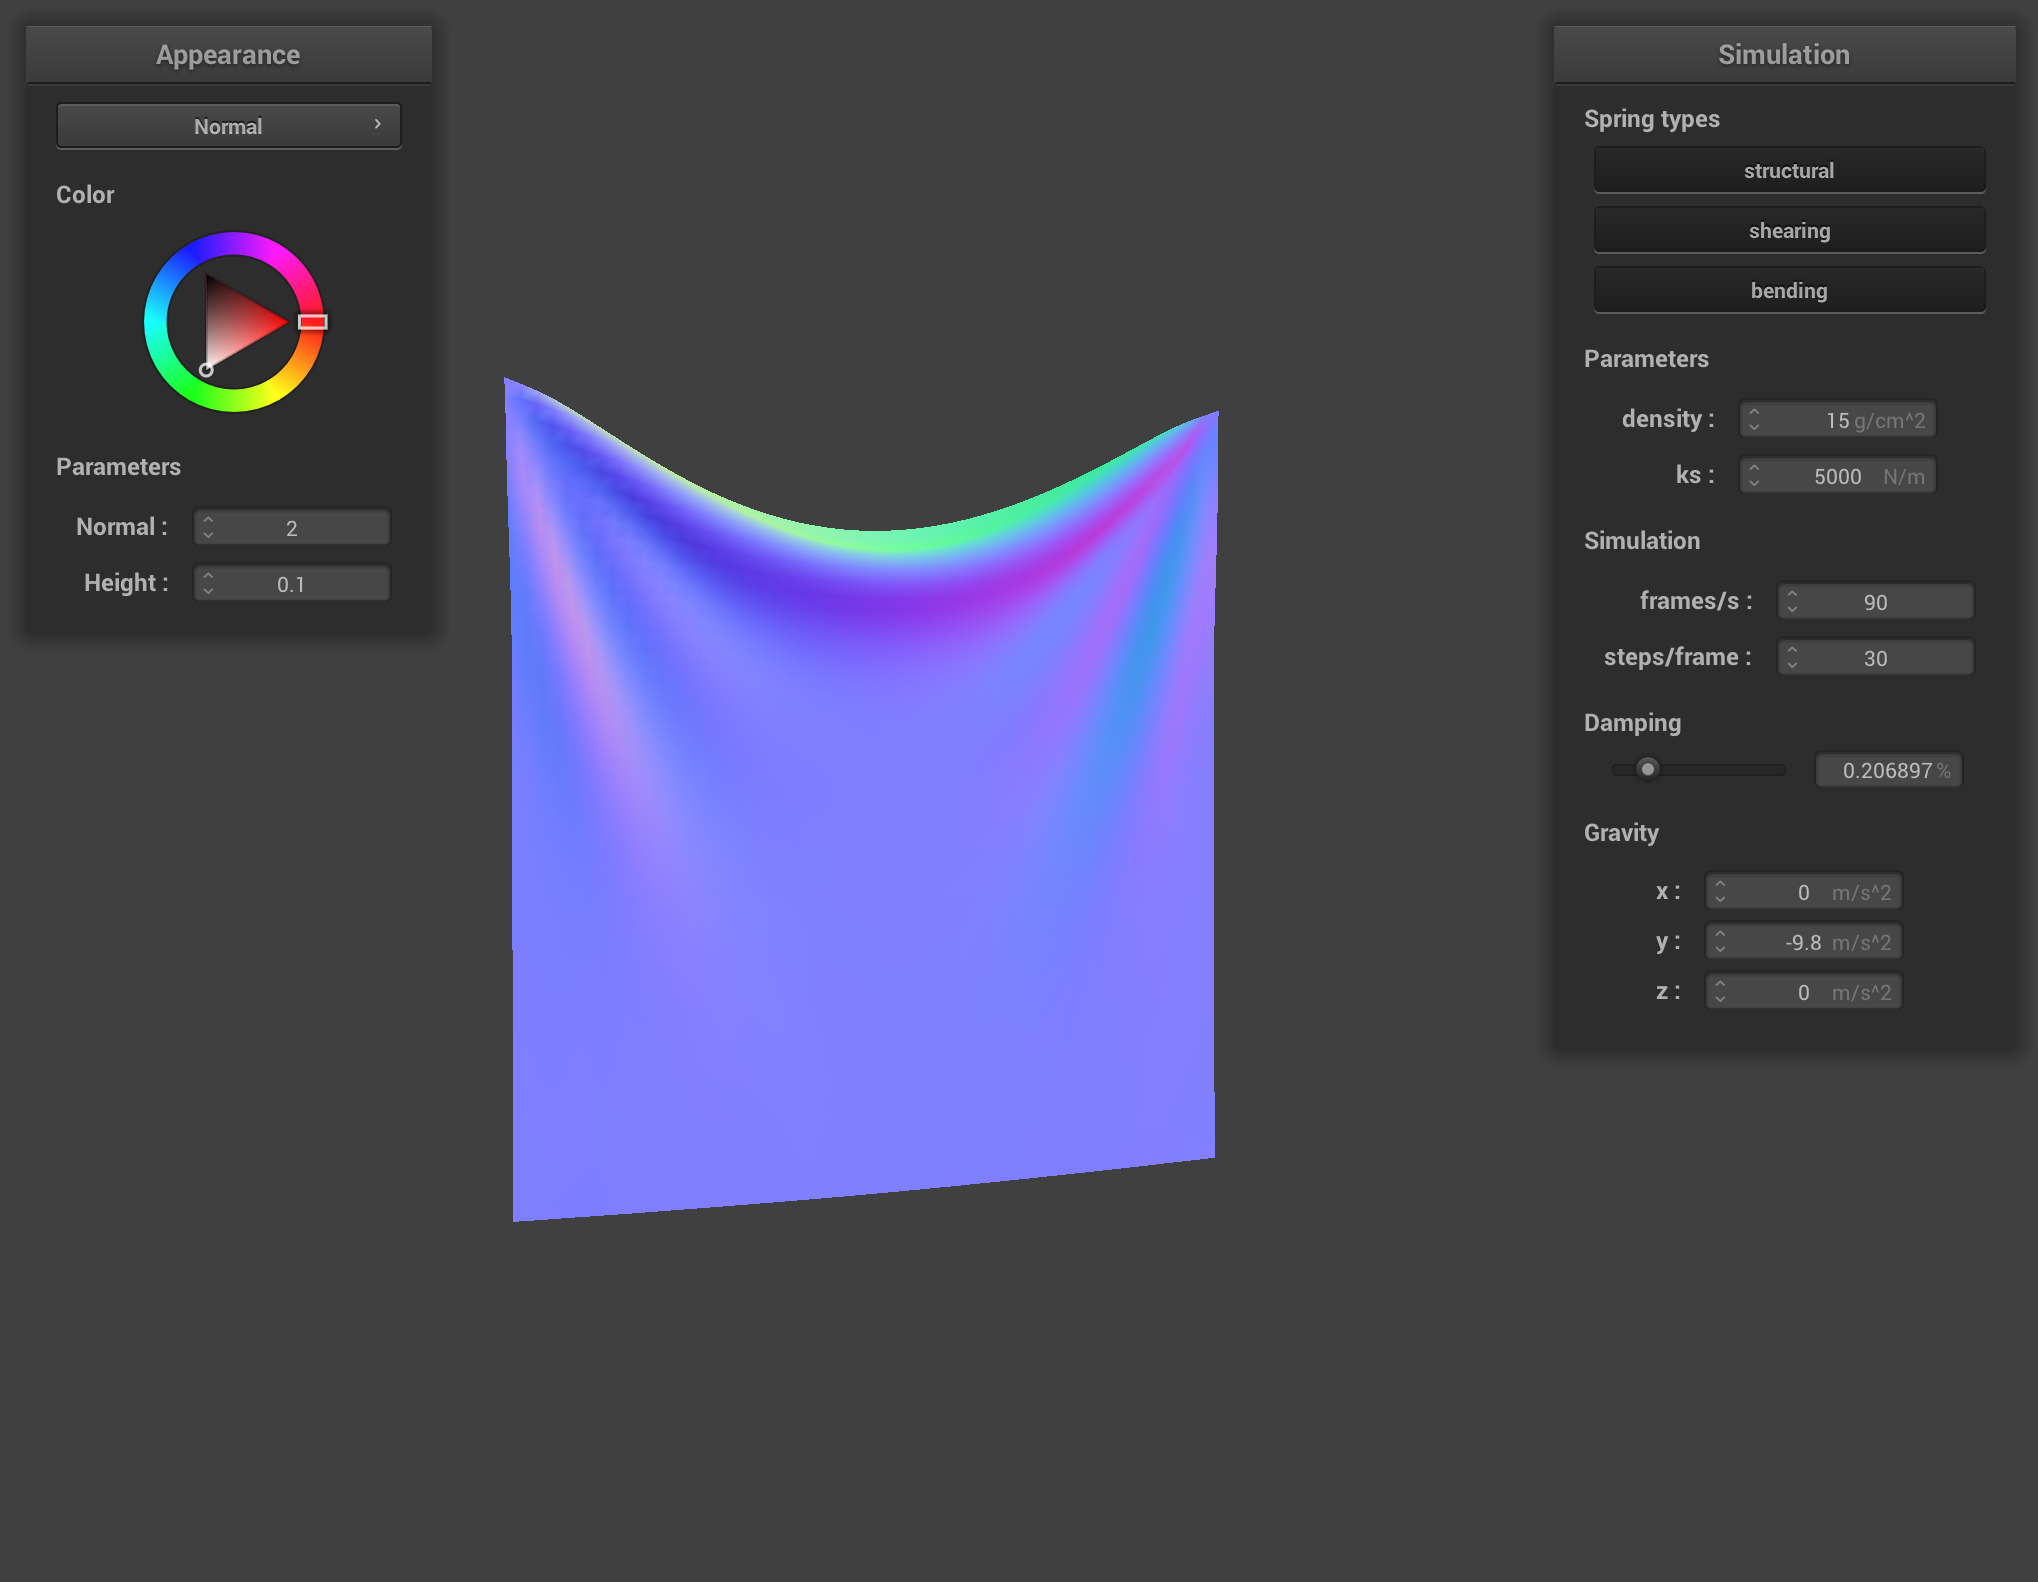 Appearance
Normal
Color
Parameters
Normal : 2
Height : 0.1
Simulation
Spring types
structural
shearing
bending
Parameters
density : 15 g/cm^2
ks : 5000 N/m
Simulation
frames/s : 90
steps/frame : 30
Damping
0.206897 %
Gravity
x : 0 m/s^2
y : -9.8 m/s^2
z : 0 m/s^2